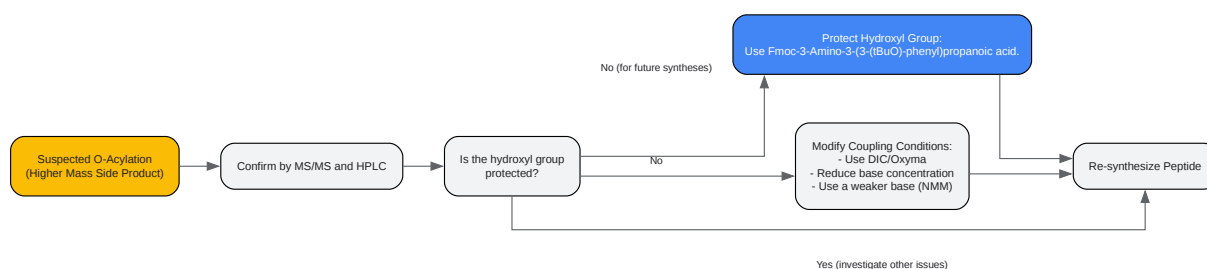 Protect Hydroxyl Group:
Use Fmoc-3-Amino-3-(3-(tBuO)-phenyl)propanoic acid.
No (for future syntheses)
Suspected O-Acylation
(Higher Mass Side Product)
Confirm by MS/MS and HPLC
Is the hydroxyl group
protected?
No
Modify Coupling Conditions:
- Use DIC/Oxyma
- Reduce base concentration
- Use a weaker base (NMM)
Re-synthesize Peptide
Yes (investigate other issues)